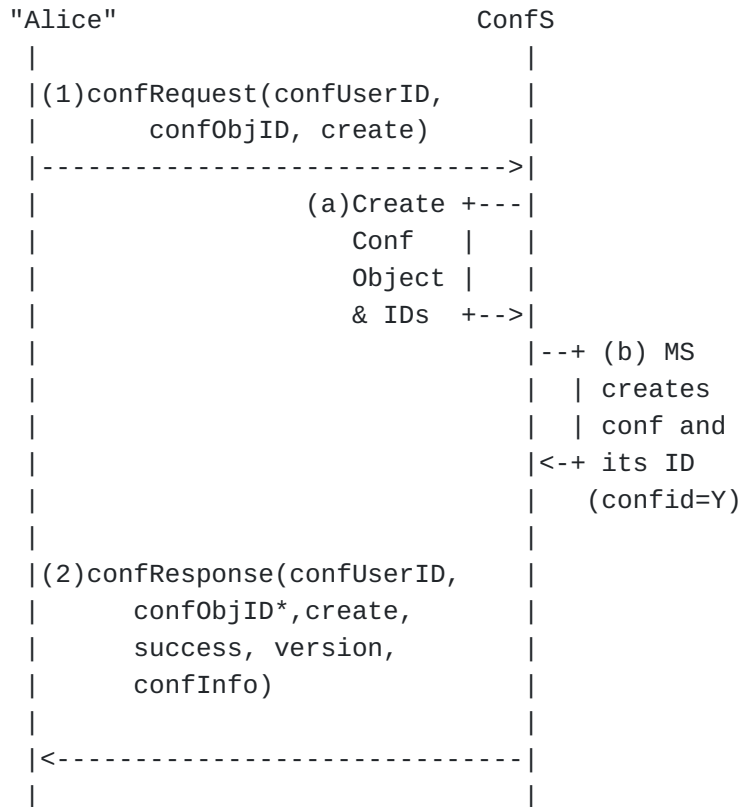 "Alice" ConfS
(1)confRequest(confUserID,
confObjID, create)
(a)Create
Conf
Object
& IDs
(b) MS
creates
conf and
its ID
(confid=Y)
(2)confResponse(confUserID,
confObjID*,create,
success, version,
confInfo)